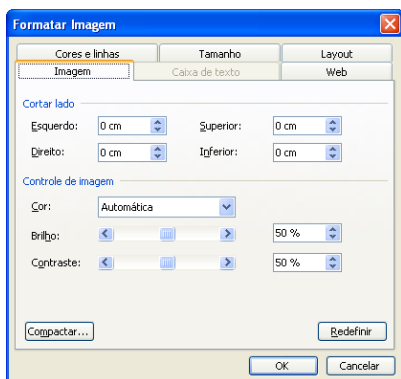 Formatar Imagem
Cores e linhas Tamanho Layout
Imagem Caixa de texto Web
Cortar lado
Esquerdo: 0 cm Superior: 0 cm
Direito: 0 cm Inferior: 0 cm
Controle de imagem
Cor: Automática
Brilho: 50 %
Contraste: 50 %
Compactar... Redefinir
OK Cancelar